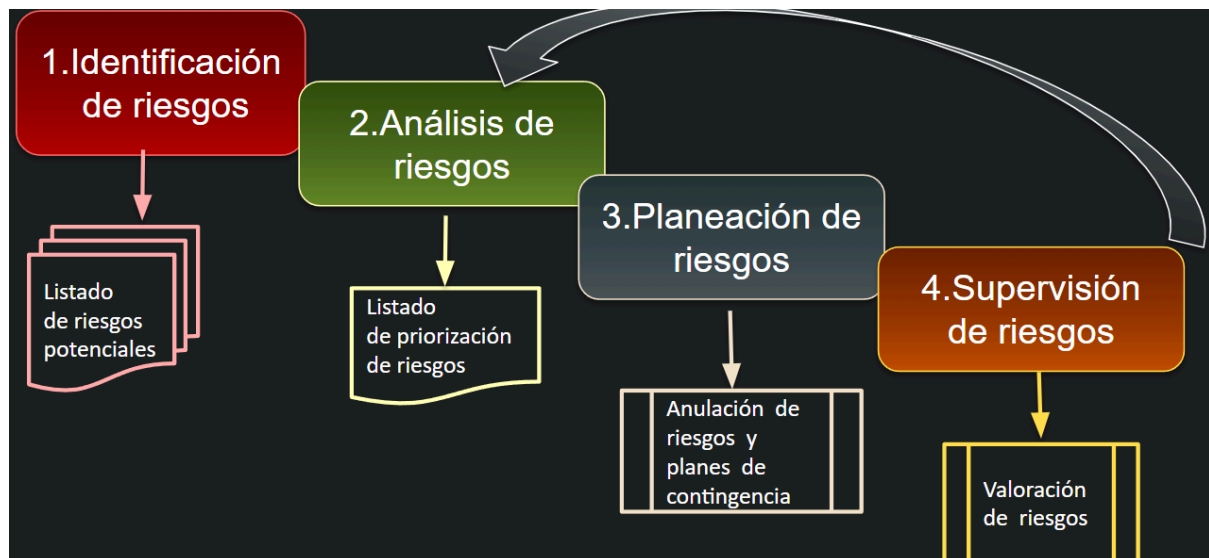 1.Identificación
de riesgos
2.Análisis de
riesgos
3.Planeación de
riesgos
4.Supervisión
de riesgos
Listado
de riesgos
potenciales
Listado
de priorización
de riesgos
Anulación de
riesgos y
planes de
contingencia
Valoración
de riesgos